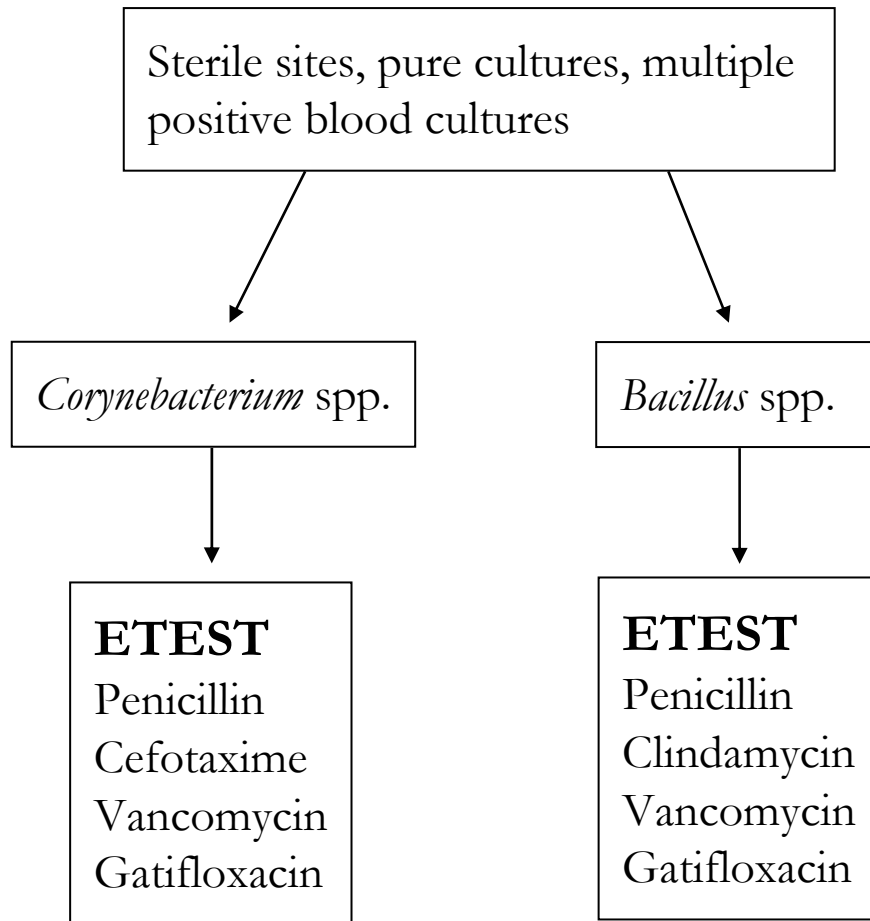 Sterile sites, pure cultures, multiple
positive blood cultures
Corynebacterium spp.
Bacillus spp.
ETEST
Penicillin
Cefotaxime
Vancomycin
Gatifloxacin
ETEST
Penicillin
Clindamycin
Vancomycin
Gatifloxacin